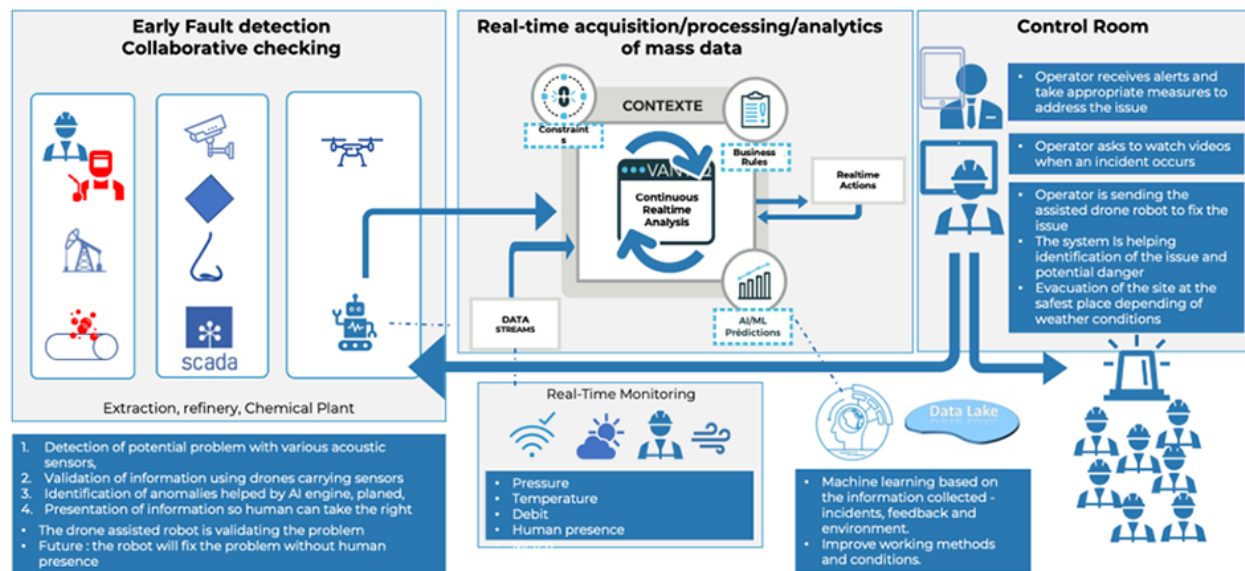 Early Fault detection
Collaborative checking
scada
Extraction, refinery, Chemical Plant
1. Detection of potential problem with various acoustic
sensors,
2. Validation of information using drones carrying sensors
3. Identification of anomalies helped by AI engine, planed,
4. Presentation of information so human can take the right
• The drone assisted robot is validating the problem
• Future : the robot will fix the problem without human
presence
Real-time acquisition/processing/analytics
of mass data
CONTEXTE
Constraint
s
Business
Rules
VANTIQ
Continuous
Realtime
Analysis
Realtime
Actions
DATA
STREAMS
AI/ML
Prédictions
Real-Time Monitoring
• Pressure
• Temperature
• Debit
• Human presence
Data Lake
• Machine learning based on
the information collected -
incidents, feedback and
environment.
• Improve working methods
and conditions.
Control Room
• Operator receives alerts and
take appropriate measures to
address the issue
• Operator asks to watch videos
when an incident occurs
• Operator is sending the
assisted drone robot to fix the
issue
• The system Is helping
identification of the issue and
potential danger
• Evacuation of the site at the
safest place depending of
weather conditions